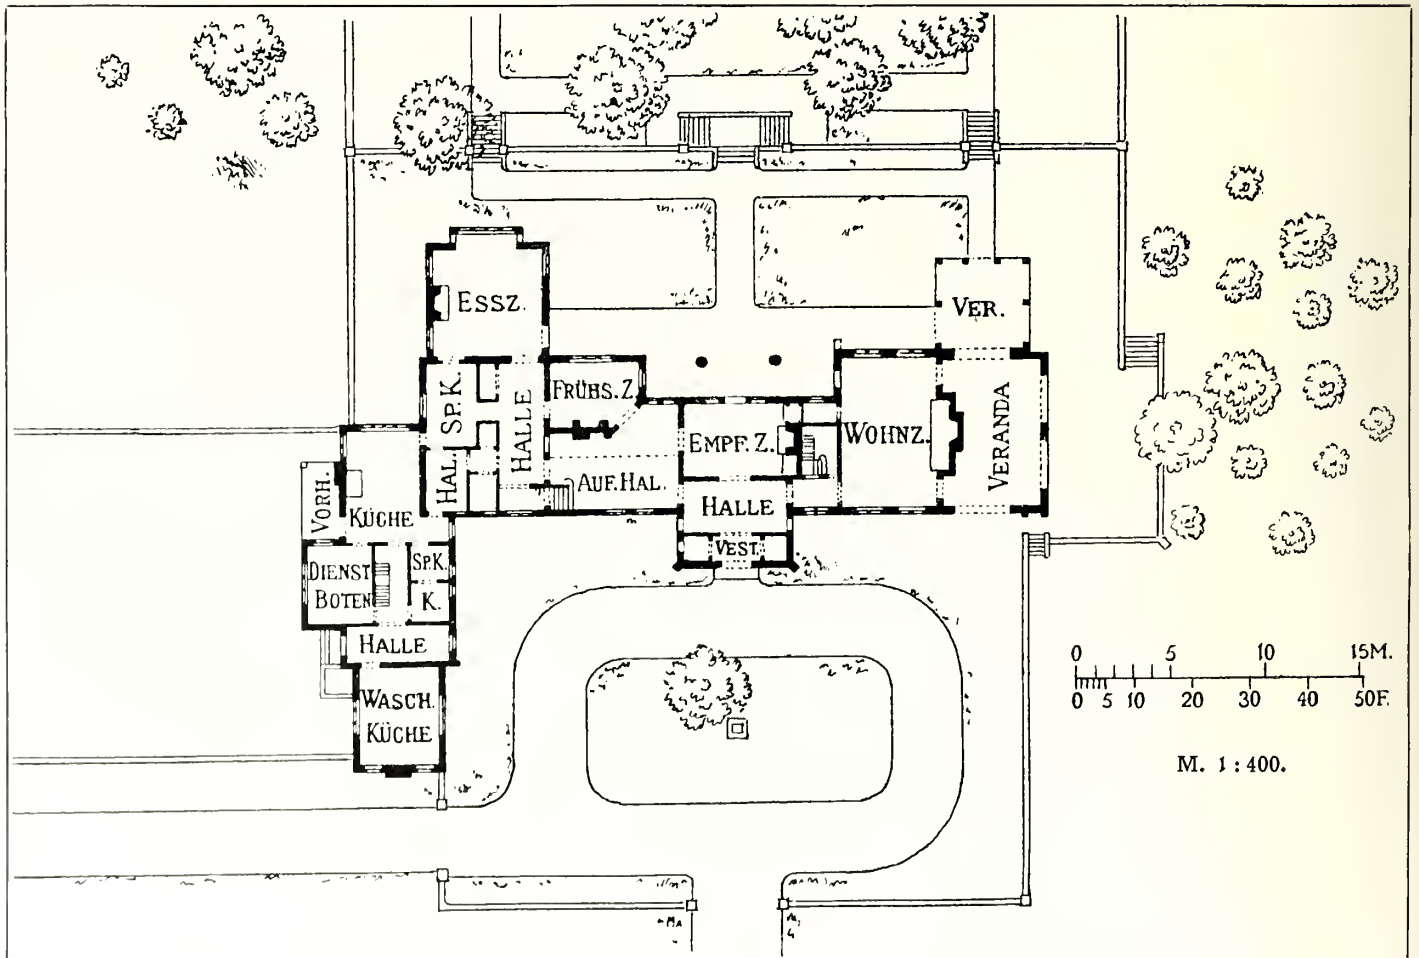 ESSZ.
VER.
FRÜHS. Z.
SP. K.
HALLE
EMPF. Z.
WOHNZ.
VERANDA
HAL.
AUF. HAL.
HALLE
VORH.
KÜCHE
VEST.
DIENST
BOTEN
SP.K.
K.
HALLE
WASCH.
KÜCHE
0 5 10 15M.
0 5 10 20 30 40 50F.
M. 1 : 400.